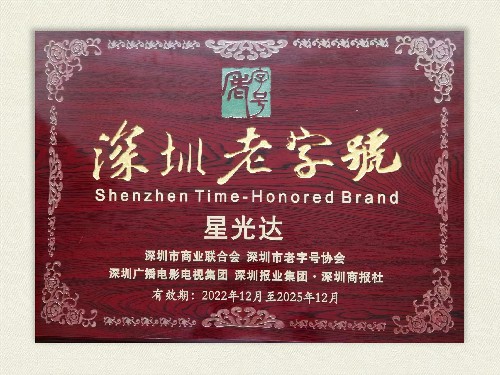 老字号
深圳老字號
Shenzhen Time-Honored Brand
星光达
深圳市商业联合会 深圳市老字号协会
深圳广播电影电视集团 深圳报业集团·深圳商报社
有效期：2022年12月至2025年12月